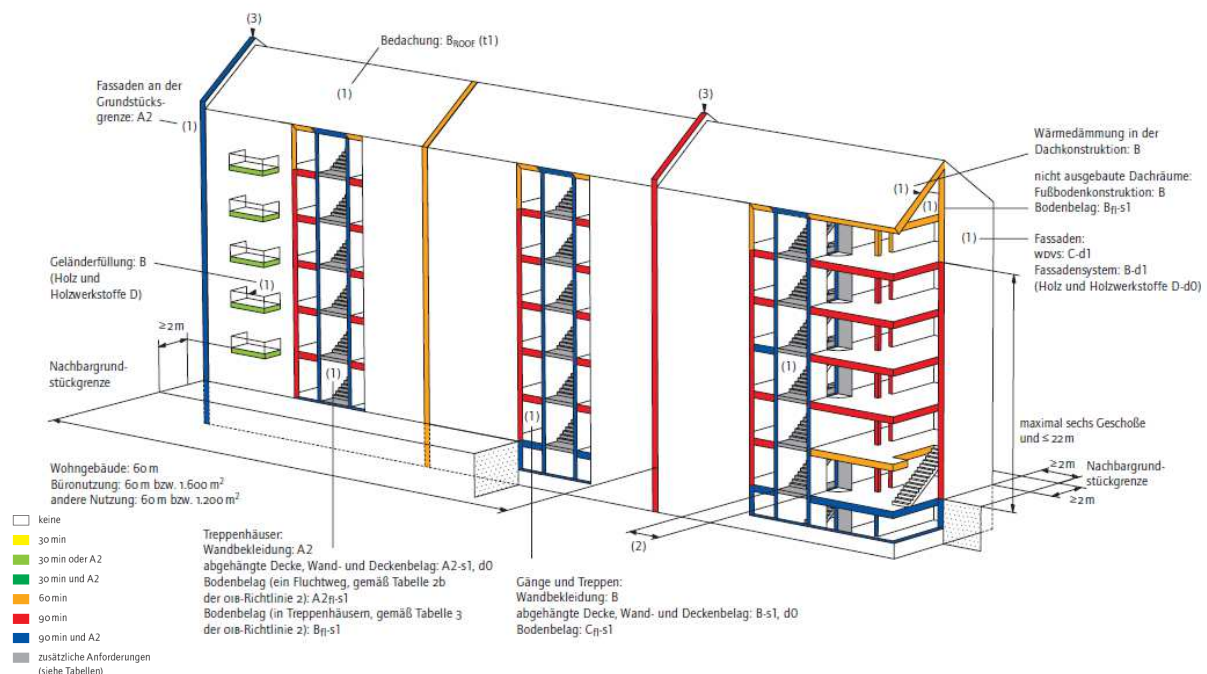 (3)
Bedachung: BROOF (t1)
Fassaden an der
Grundstücks-
grenze: A2
(1)
(1)
(3)
Wärmedämmung in der
Dachkonstruktion: B
nicht ausgebaute Dachräume:
Fußbodenkonstruktion: B
Bodenbelag: Bfl-s1
(1)
(1)
(1)
Fassaden:
WDVS: C-d1
Fassadensystem: B-d1
(Holz und Holzwerkstoffe D-d0)
Geländerfüllung: B
(Holz und
Holzwerkstoffe D)
(1)
≥2 m
Nachbargrund-
stückgrenze
(1)
(1)
(1)
maximal sechs Geschoße
und ≤ 22 m
≥2 m
Nachbargrund-
stückgrenze
≥2 m
(2)
Wohngebäude: 60 m
Büronutzung: 60 m bzw. 1.600 m²
andere Nutzung: 60 m bzw. 1.200 m²
keine
30 min
30 min oder A2
30 min und A2
60 min
90 min
90 min und A2
zusätzliche Anforderungen
(siehe Tabellen)
Treppenhäuser:
Wandbekleidung: A2
abgehängte Decke, Wand- und Deckenbelag: A2-s1, d0
Bodenbelag (ein Fluchtweg, gemäß Tabelle 2b
der OIB-Richtlinie 2): A2fl-s1
Bodenbelag (in Treppenhäusern, gemäß Tabelle 3
der OIB-Richtlinie 2): Bfl-s1
Gänge und Treppen:
Wandbekleidung: B
abgehängte Decke, Wand- und Deckenbelag: B-s1, d0
Bodenbelag: Cfl-s1